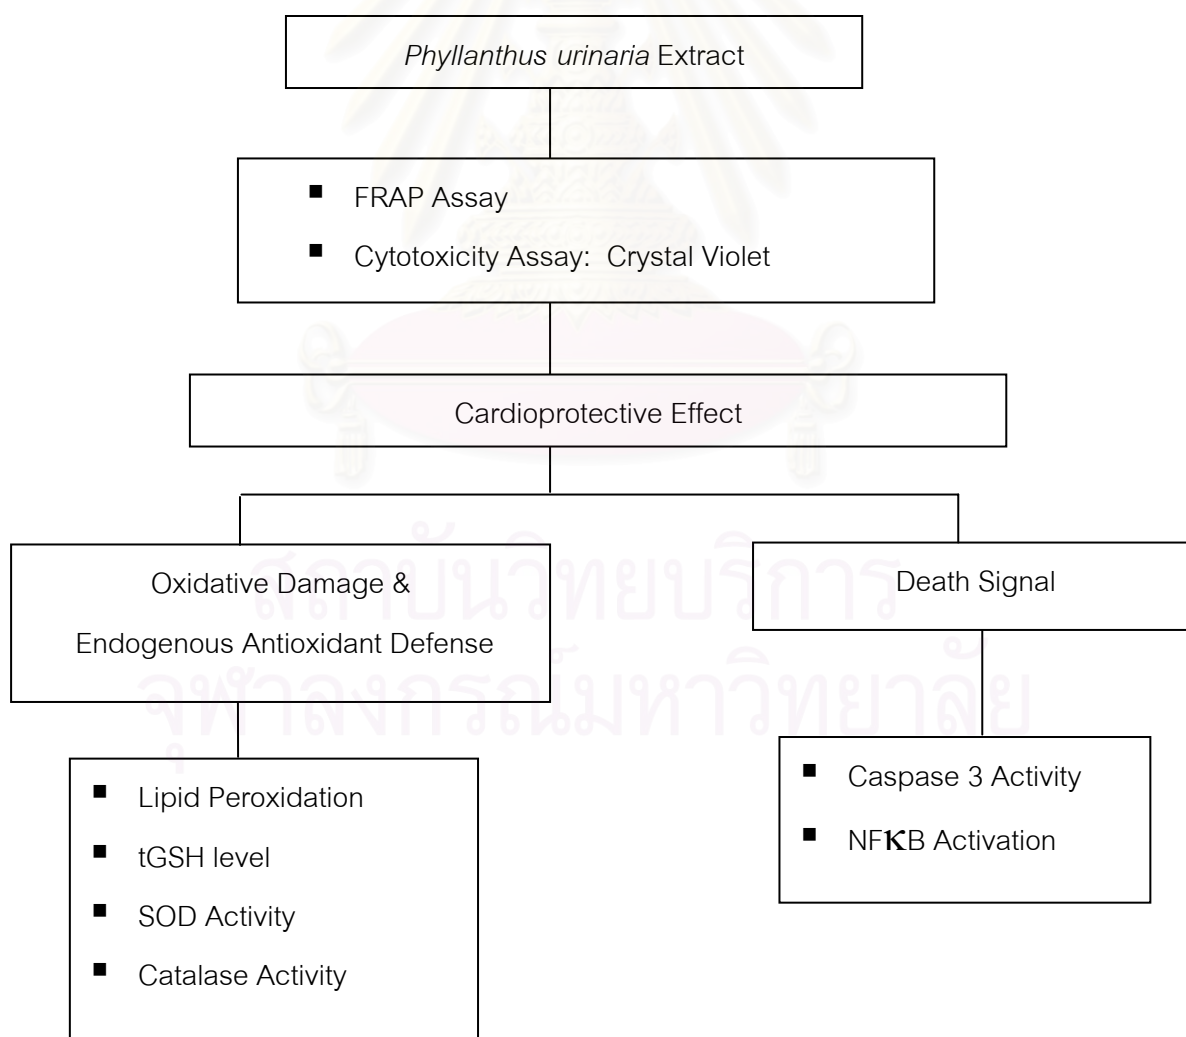 Phyllanthus urinaria Extract
■ FRAP Assay
■ Cytotoxicity Assay: Crystal Violet
Cardioprotective Effect
Oxidative Damage &
Endogenous Antioxidant Defense
Death Signal
■ Lipid Peroxidation
■ tGSH level
■ SOD Activity
■ Catalase Activity
■ Caspase 3 Activity
■ NFκB Activation
สถาบันวิทยบริการ
จุฬาลงกรณ์มหาวิทยาลัย